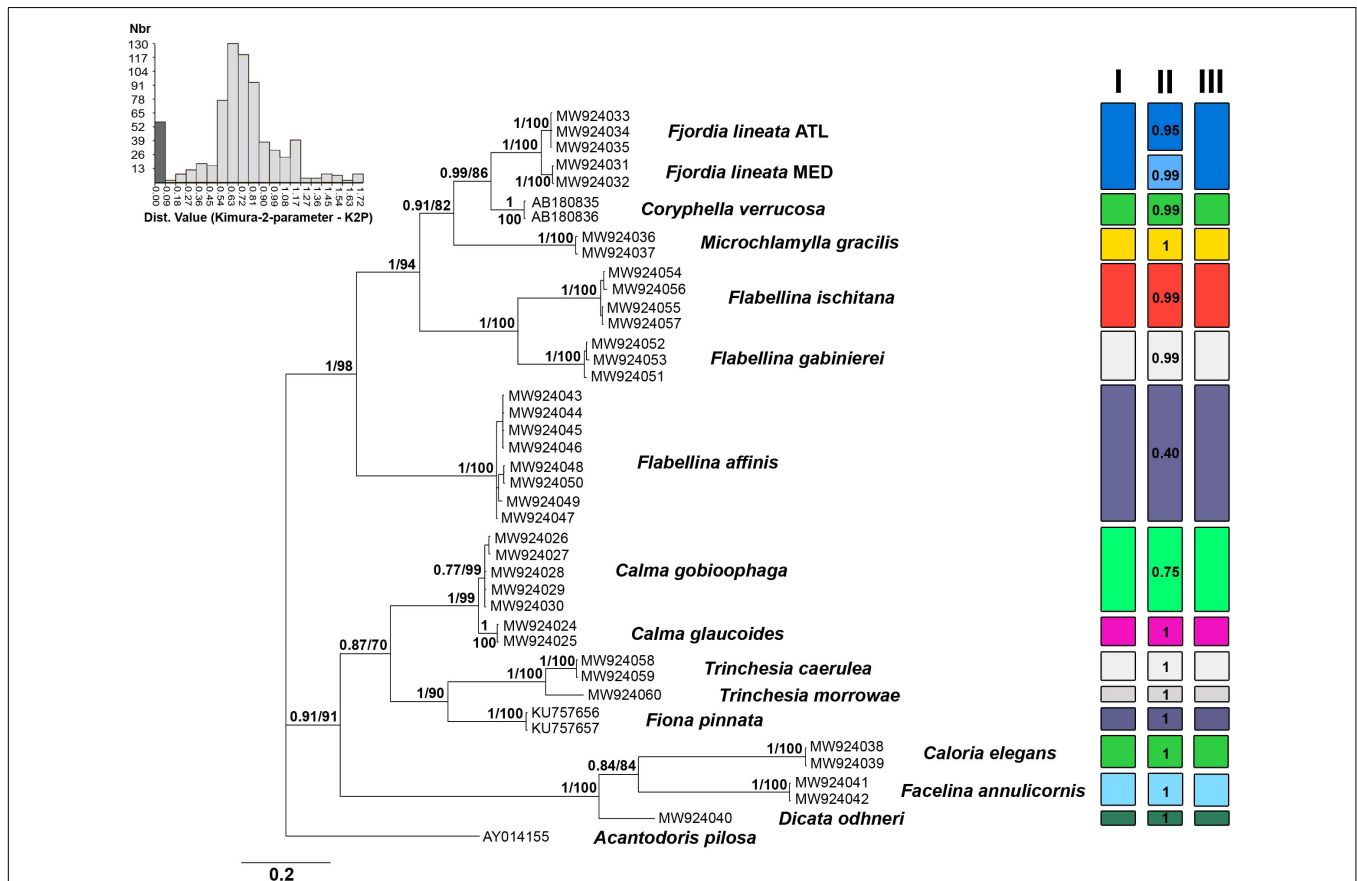 Nbr
130
117
104
91
78
65
52
39
26
13
0.00
0.09
0.18
0.27
0.36
0.45
0.54
0.63
0.72
0.81
0.90
0.99
1.08
1.17
1.27
1.36
1.45
1.54
1.63
1.72
Dist. Value (Kimura-2-parameter - K2P)
I II III
1/100 MW924033
MW924034
MW924035
Fjordia lineata ATL
0.95
1/100
MW924031
1/100 MW924032
Fjordia lineata MED
0.99
0.99/86
1 AB180835
100 AB180836
Coryphella verrucosa
0.99
0.91/82
1/100 MW924036
MW924037
Microchlamylla gracilis
1
1/94
MW924054
MW924056
1/100
MW924055
MW924057
Flabellina ischitana
0.99
1/100
MW924052
1/100 MW924053
MW924051
Flabellina gabinierei
0.99
1/98
MW924043
MW924044
MW924045
MW924046
1/100 MW924048
MW924050
MW924049
MW924047
Flabellina affinis
0.40
MW924026
MW924027
0.77/99 MW924028
MW924029
MW924030
Calma gobioophaga
0.75
1/99
1 MW924024
100 MW924025
Calma glaucoides
1
0.87/70
1/100 MW924058
MW924059
Trinchesia caerulea
1
1/100
MW924060
Trinchesia morrowae
1
1/90
1/100 KU757656
KU757657
Fiona pinnata
1
0.91/91
1/100 MW924038
MW924039
Caloria elegans
1
0.84/84
1/100 MW924041
MW924042
Facelina annulicornis
1
1/100
MW924040
Dicata odhneri
1
AY014155
Acantodoris pilosa
0.2